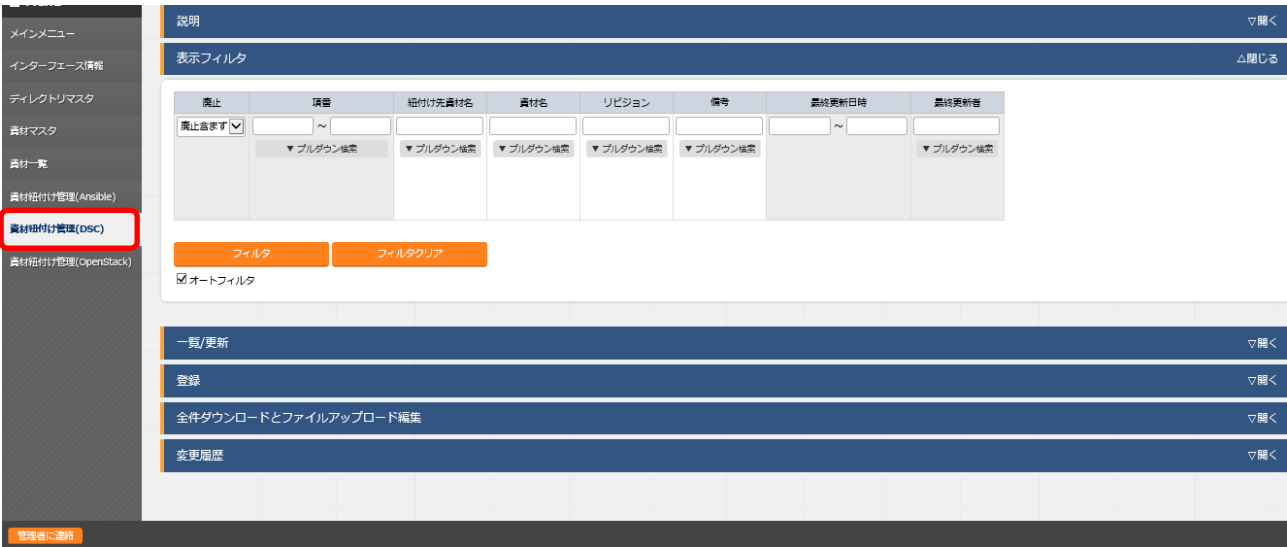 メインメニュー
インターフェース情報
ディレクトリマスタ
資材マスタ
資材一覧
資材紐付け管理(Ansible)
資材紐付け管理(DSC)
資材紐付け管理(OpenStack)
説明 ▽開く
表示フィルタ △閉じる
廃止 項番 紐付け先資材名 資材名 リビジョン 備考 最終更新日時 最終更新者
廃止含まず ～ ～
▼ プルダウン検索 ▼ プルダウン検索 ▼ プルダウン検索 ▼ プルダウン検索 ▼ プルダウン検索 ▼ プルダウン検索
フィルタ フィルタクリア
オートフィルタ
一覧/更新 ▽開く
登録 ▽開く
全件ダウンロードとファイルアップロード編集 ▽開く
変更履歴 ▽開く
管理者に連絡